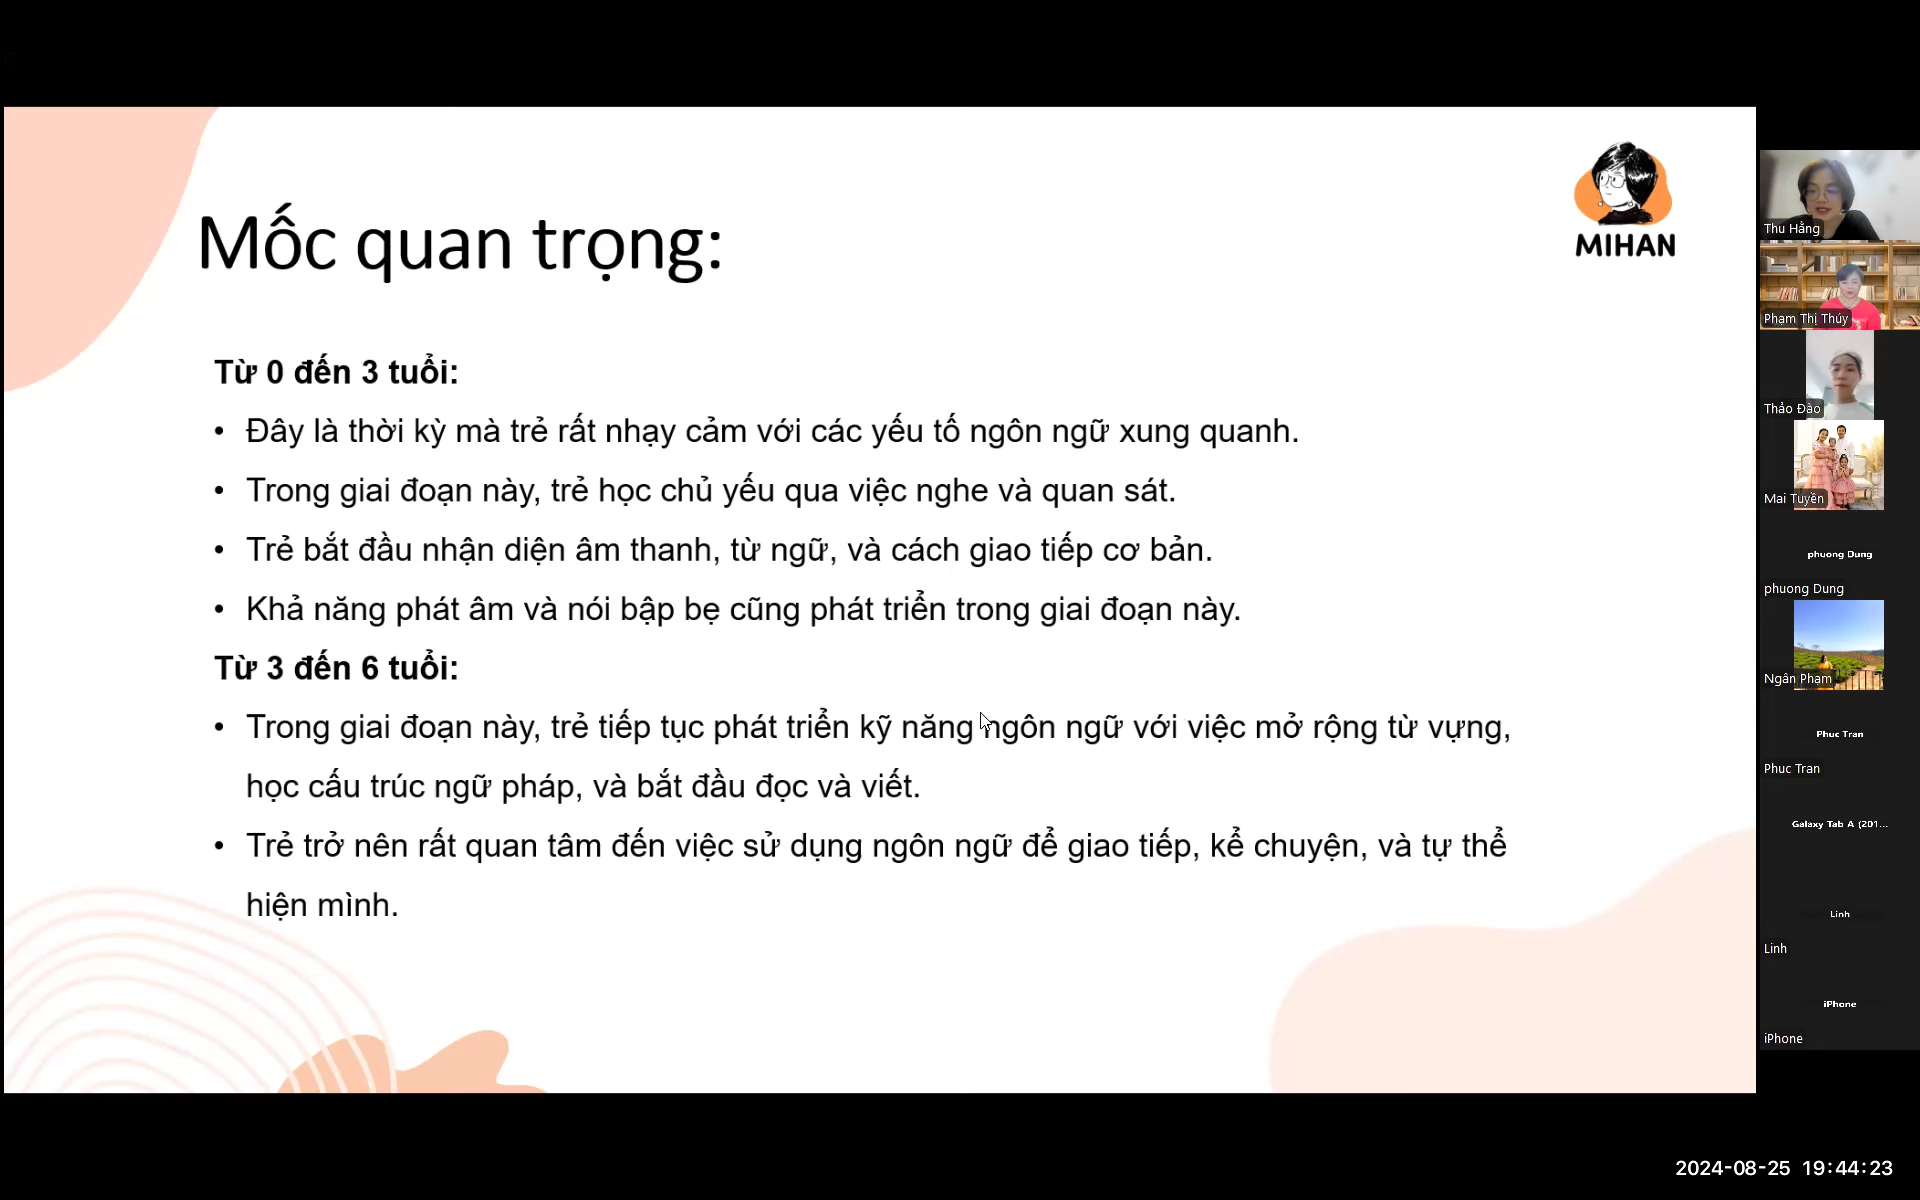 MIHAN
Mốc quan trọng:
Từ 0 đến 3 tuổi:
• Đây là thời kỳ mà trẻ rất nhạy cảm với các yếu tố ngôn ngữ xung quanh.
• Trong giai đoạn này, trẻ học chủ yếu qua việc nghe và quan sát.
• Trẻ bắt đầu nhận diện âm thanh, từ ngữ, và cách giao tiếp cơ bản.
• Khả năng phát âm và nói bập bẹ cũng phát triển trong giai đoạn này.
Từ 3 đến 6 tuổi:
• Trong giai đoạn này, trẻ tiếp tục phát triển kỹ năng ngôn ngữ với việc mở rộng từ vựng,
học cấu trúc ngữ pháp, và bắt đầu đọc và viết.
• Trẻ trở nên rất quan tâm đến việc sử dụng ngôn ngữ để giao tiếp, kể chuyện, và tự thể
hiện mình.
Thu Hằng
Phạm Thị Thúy
Thảo Đào
Mai Tuyền
phuong Dung
phuong Dung
Ngân Phạm
Phuc Tran
Phuc Tran
Galaxy Tab A (201...
Linh
Linh
iPhone
iPhone
2024-08-25 19:44:23